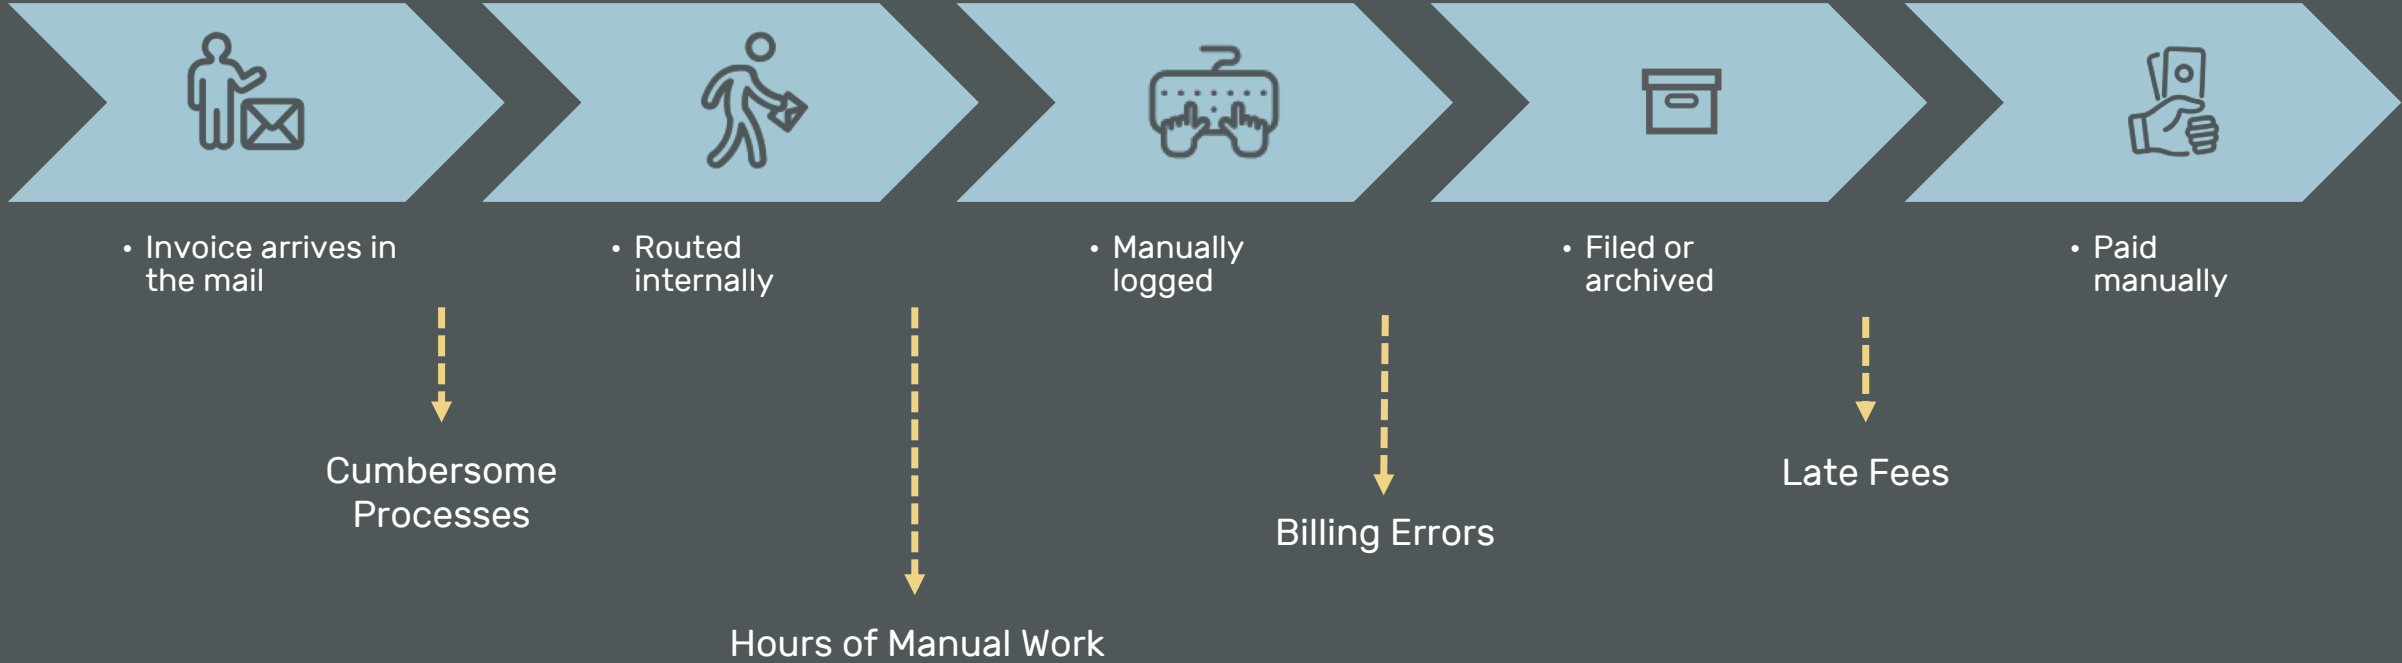 • Invoice arrives in
the mail
• Routed
internally
• Manually
logged
• Filed or
archived
• Paid
manually
Cumbersome
Processes
Hours of Manual Work
Billing Errors
Late Fees